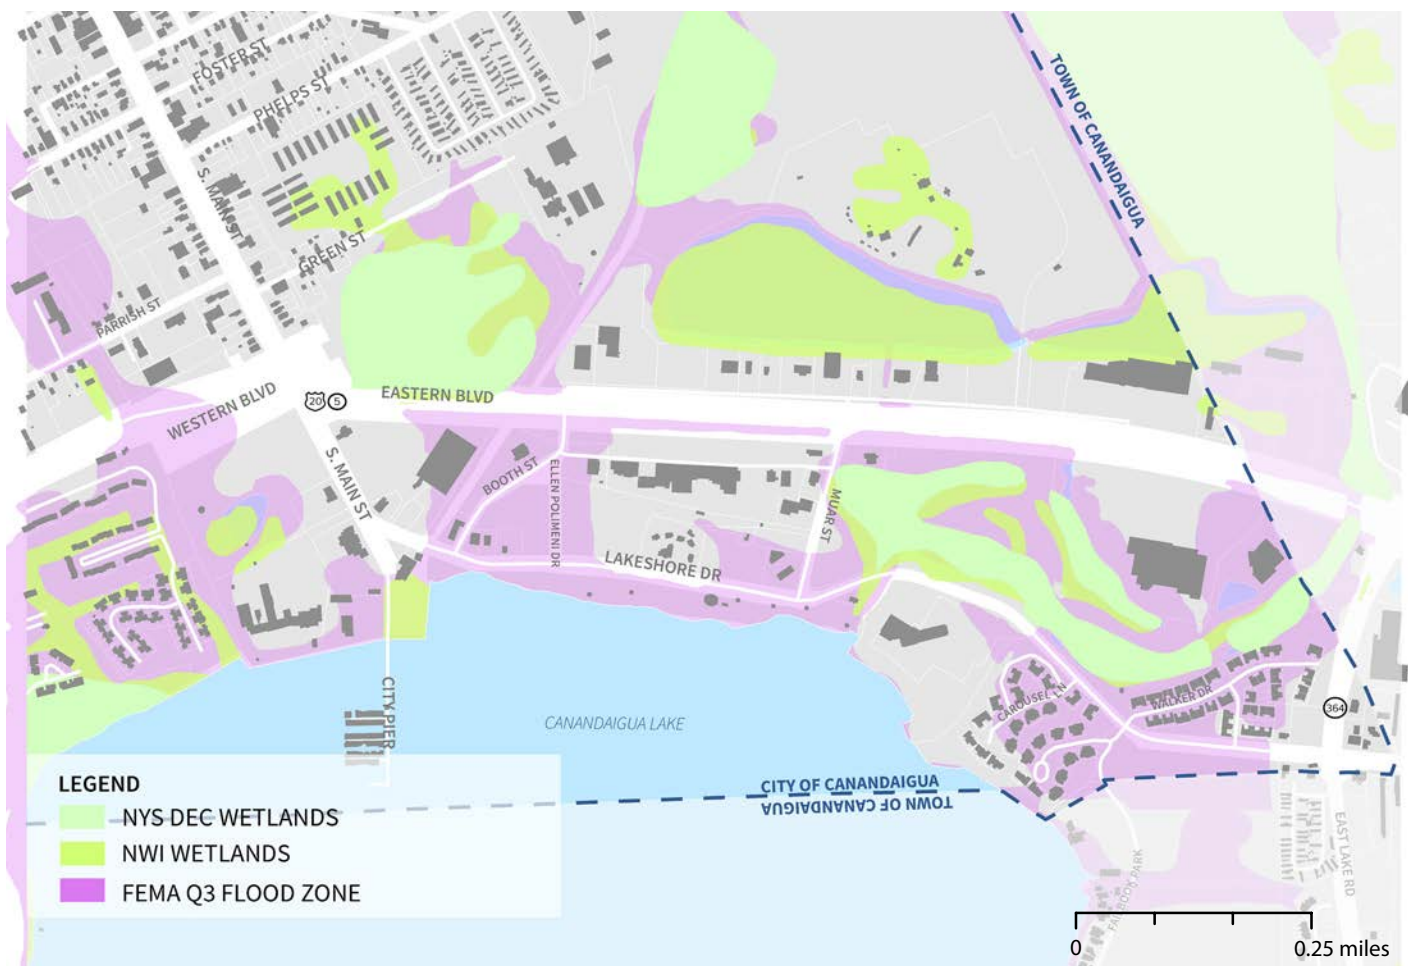 FOSTER ST
PHELPS ST
TOWN OF CANANDAIGUA
S. MAIN ST
GREEN ST
PARRISH ST
WESTERN BLVD
20
5
EASTERN BLVD
S. MAIN ST
BOOTH ST
ELLEN POLIMENI DR
MUAR ST
LAKESHORE DR
CAROUSEL LN
WALKER DR
364
CITY PIER
CANANDAIGUA LAKE
CITY OF CANANDAIGUA
TOWN OF CANANDAIGUA
LEGEND
NYS DEC WETLANDS
NWI WETLANDS
FEMA Q3 FLOOD ZONE
EAST LAKE RD
PARK
0
0.25 miles